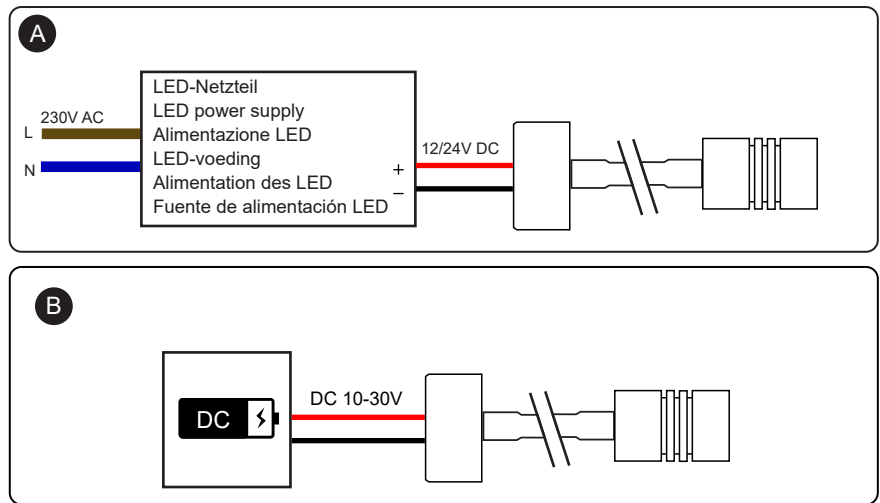 A
230V AC
L
N
LED-Netzteil
LED power supply
Alimentazione LED
LED-voeding
Alimentation des LED
Fuente de alimentación LED
+
–
12/24V DC
B
DC
DC 10-30V